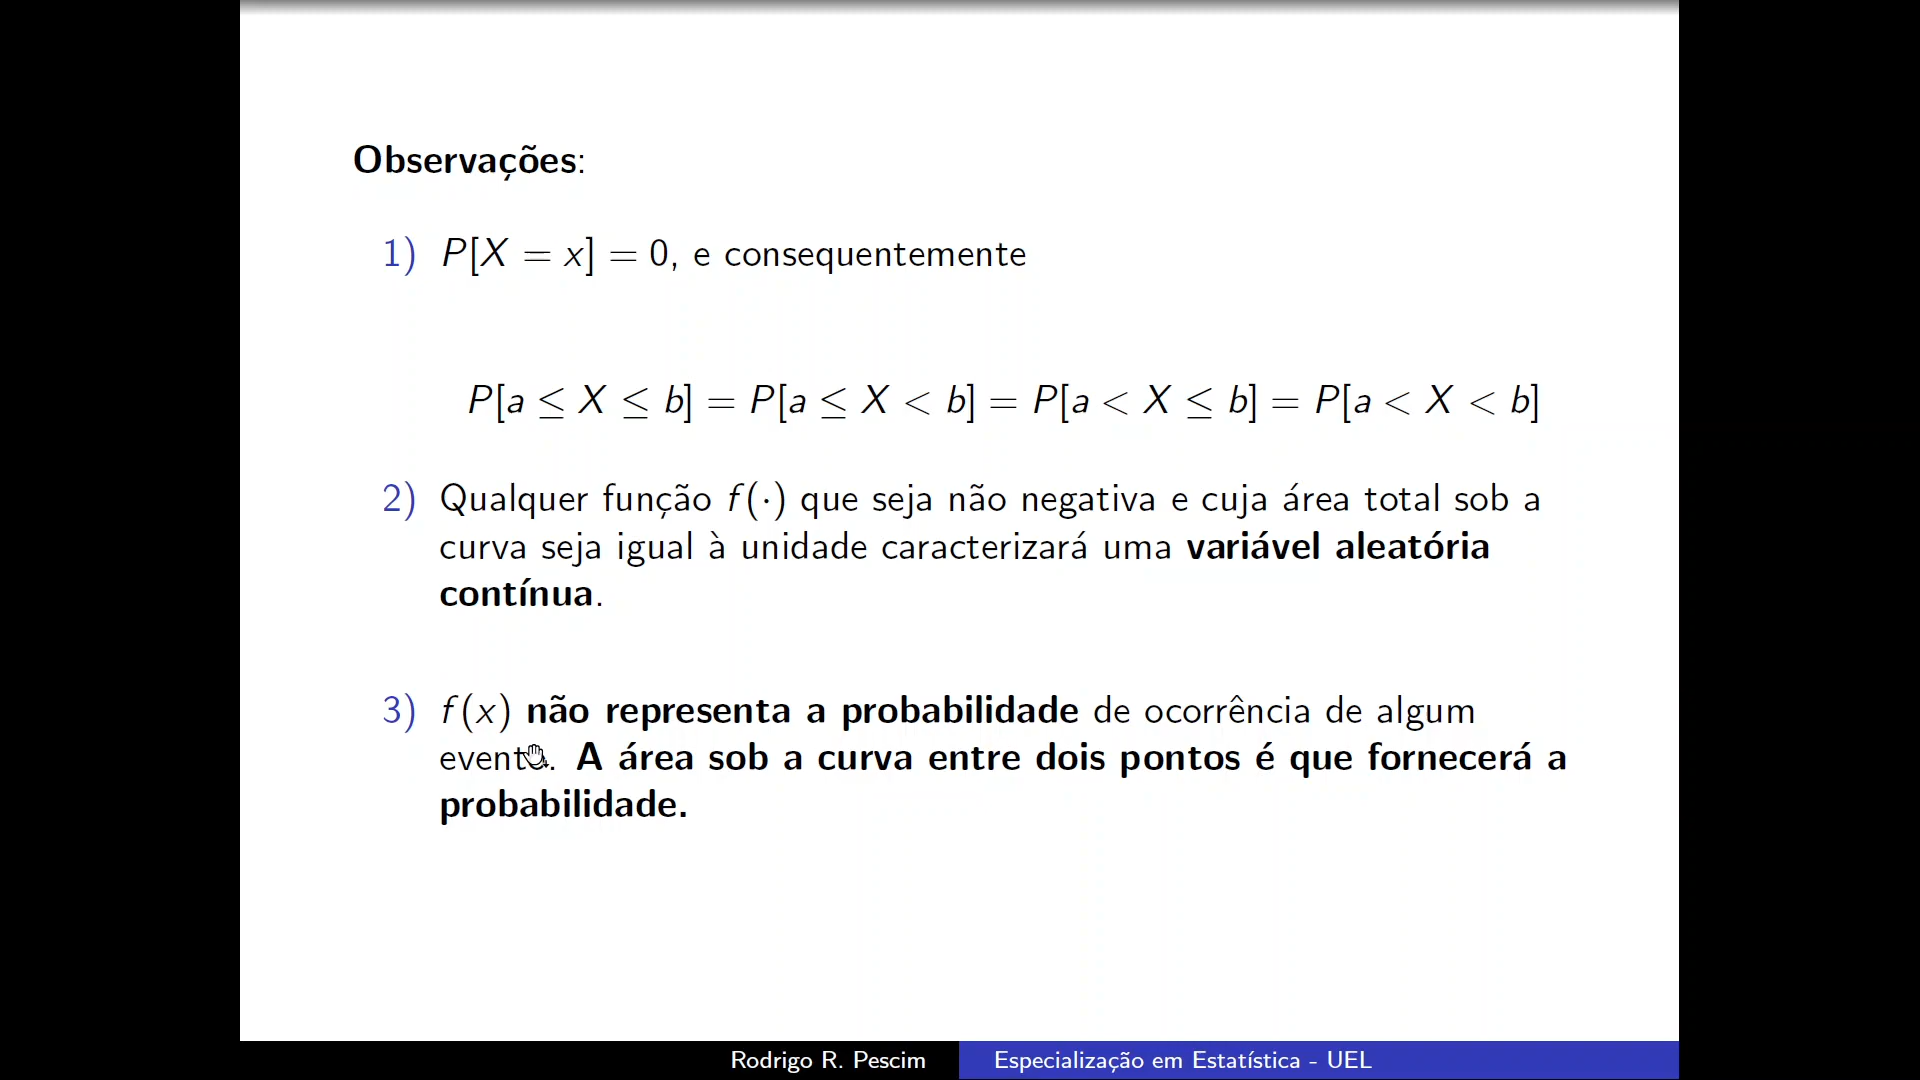 Observações:
1) P[X = x] = 0, e consequentemente
P[a ≤ X ≤ b] = P[a ≤ X < b] = P[a < X ≤ b] = P[a < X < b]
2) Qualquer função f(·) que seja não negativa e cuja área total sob a
curva seja igual à unidade caracterizará uma variável aleatória
contínua.
3) f(x) não representa a probabilidade de ocorrência de algum
evento. A área sob a curva entre dois pontos é que fornecerá a
probabilidade.
Rodrigo R. Pescim Especialização em Estatística - UEL